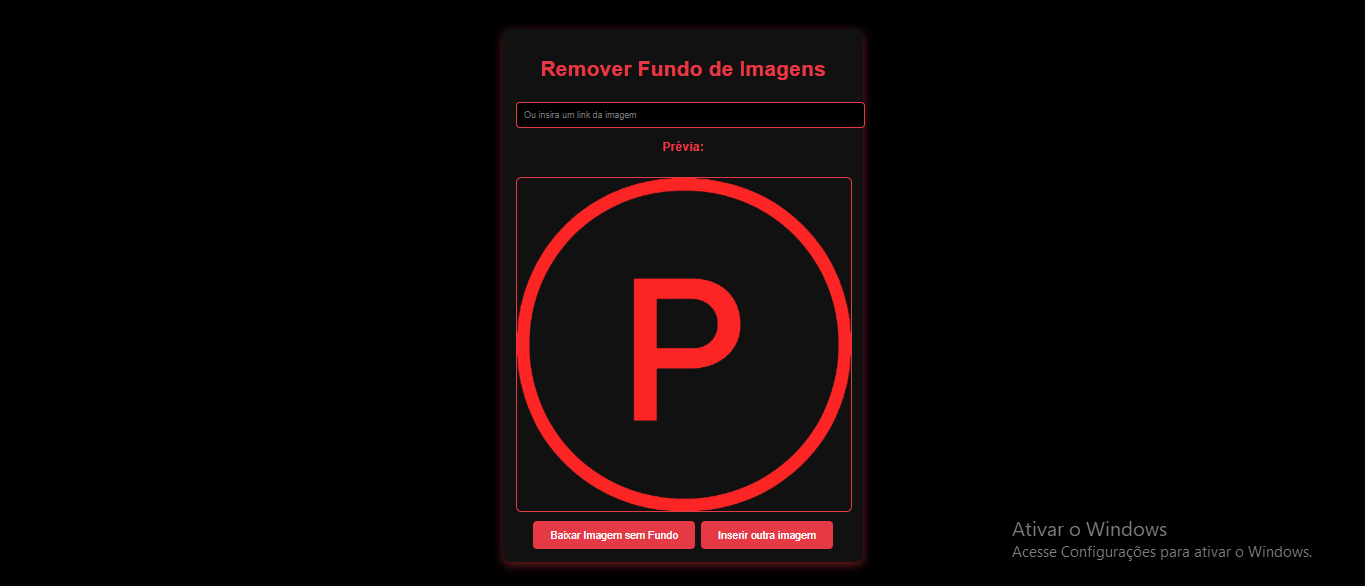 Remover Fundo de Imagens
Ou insira um link da imagem
Prévia:
P
Baixar Imagem sem Fundo
Inserir outra imagem
Ativar o Windows
Acesse Configurações para ativar o Windows.